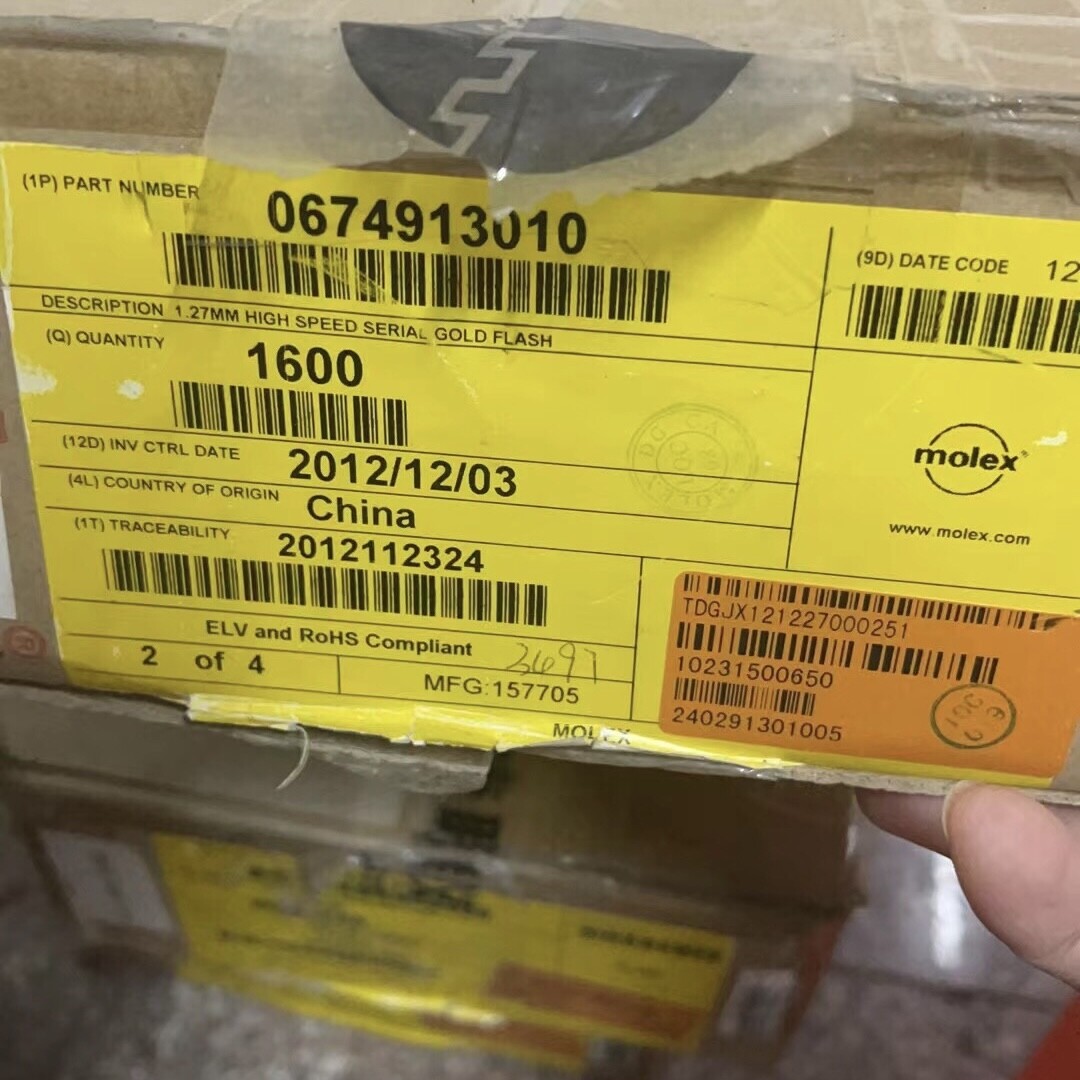 (1P) PART NUMBER
0674913010
(9D) DATE CODE 12
DESCRIPTION 1.27MM HIGH SPEED SERIAL GOLD FLASH
(Q) QUANTITY
1600
(12D) INV CTRL DATE
2012/12/03
(4L) COUNTRY OF ORIGIN
China
molex®
www.molex.com
(1T) TRACEABILITY
2012112324
ELV and RoHS Compliant
3697
2 of 4
MFG:157705
MOLEX
TDGJX121227000251
10231500650
240291301005